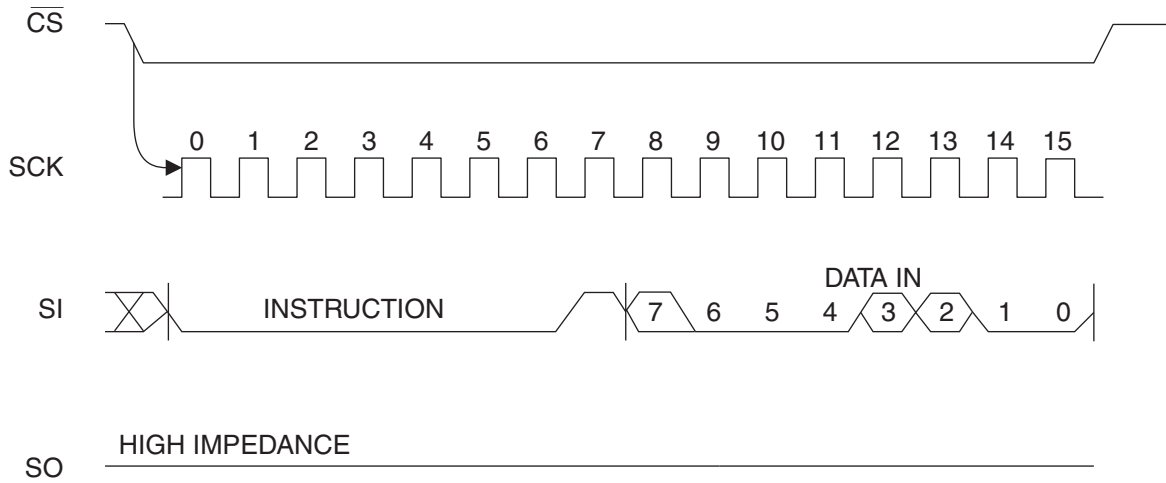 C̅S̅
0 1 2 3 4 5 6 7 8 9 10 11 12 13 14 15
SCK
DATA IN
SI INSTRUCTION 7 6 5 4 3 2 1 0
HIGH IMPEDANCE
SO